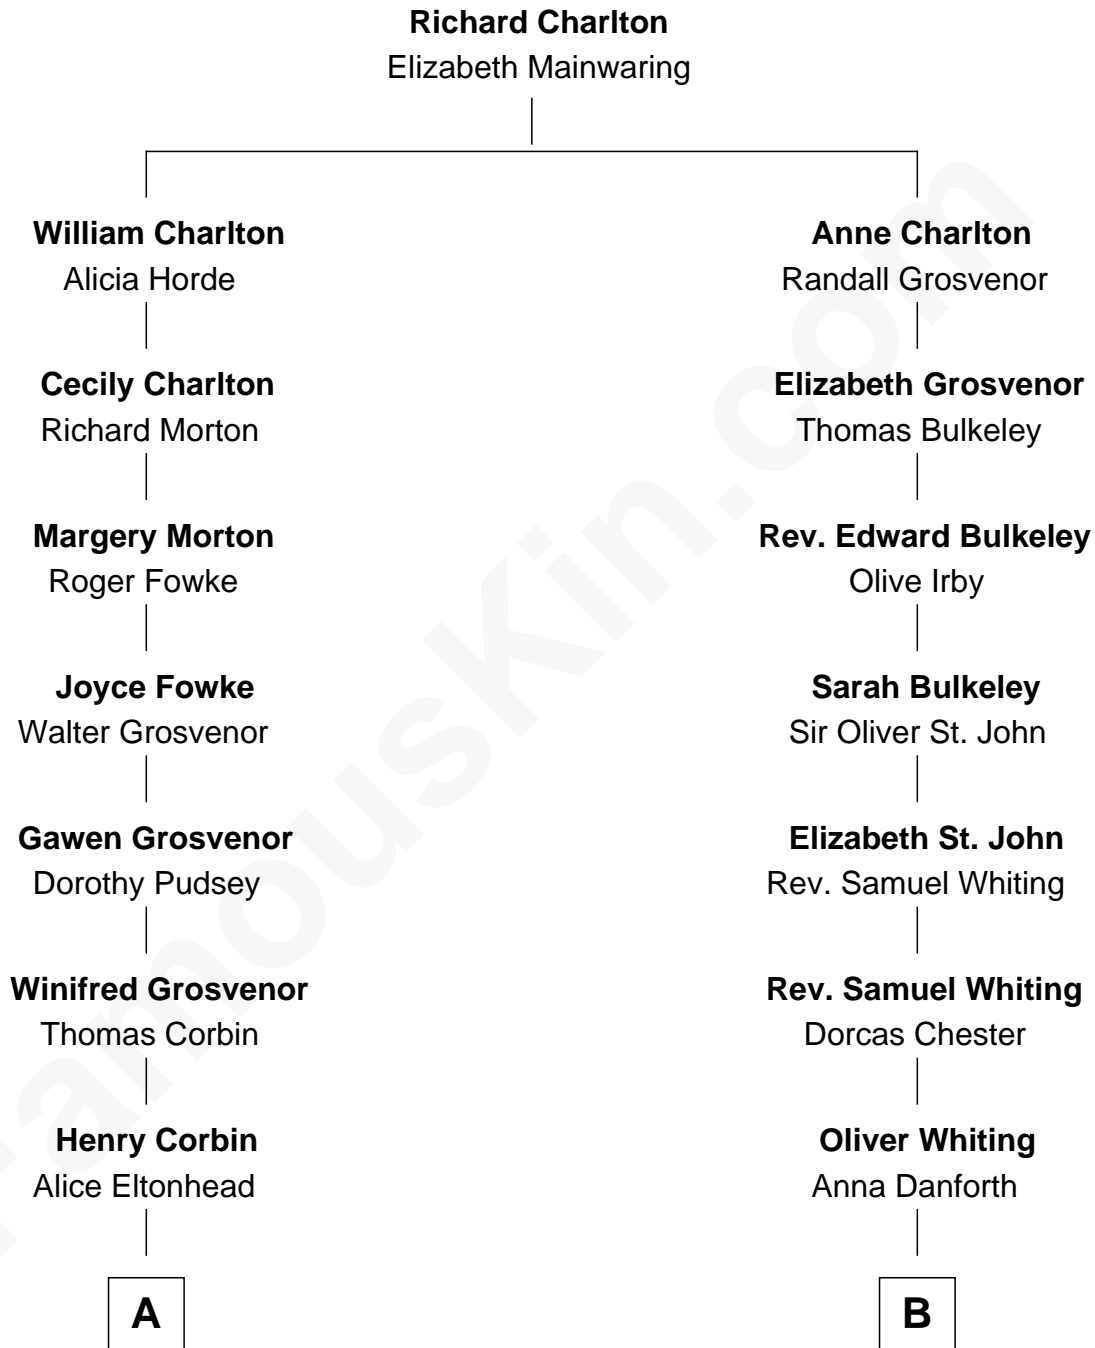 Richard Charlton
Elizabeth Mainwaring
William Charlton
Alicia Horde
Cecily Charlton
Richard Morton
Margery Morton
Roger Fowke
Joyce Fowke
Walter Grosvenor
Gawen Grosvenor
Dorothy Pudsey
Winifred Grosvenor
Thomas Corbin
Henry Corbin
Alice Eltonhead
A
Anne Charlton
Randall Grosvenor
Elizabeth Grosvenor
Thomas Bulkeley
Rev. Edward Bulkeley
Olive Irby
Sarah Bulkeley
Sir Oliver St. John
Elizabeth St. John
Rev. Samuel Whiting
Rev. Samuel Whiting
Dorcas Chester
Oliver Whiting
Anna Danforth
B
FamousKin.com